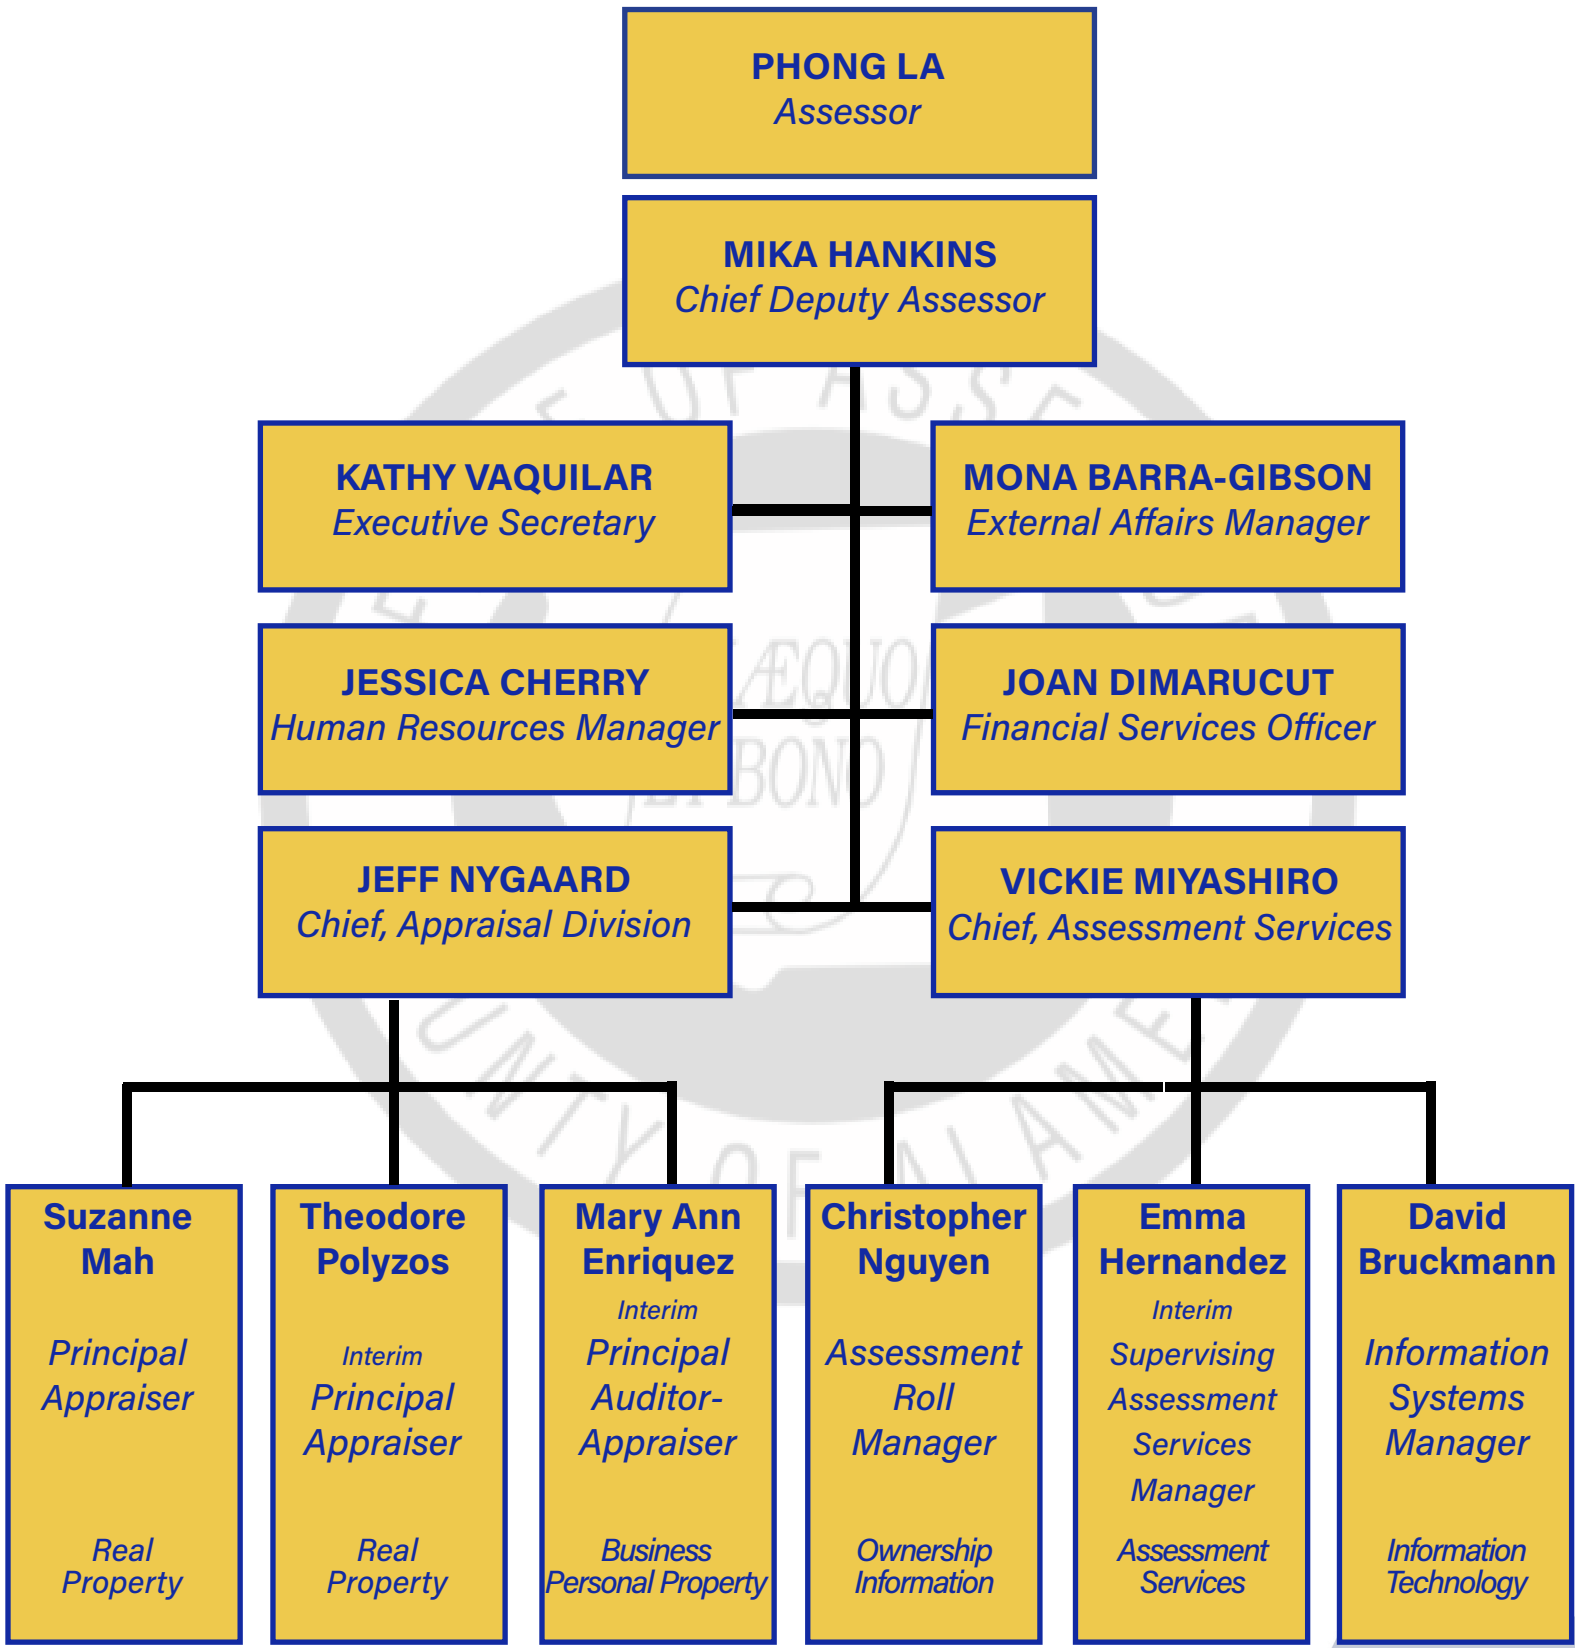 PHONG LA
Assessor
MIKA HANKINS
Chief Deputy Assessor
KATHY VAQUILAR
Executive Secretary
MONA BARRA-GIBSON
External Affairs Manager
JESSICA CHERRY
Human Resources Manager
JOAN DIMARUCUT
Financial Services Officer
JEFF NYGAARD
Chief, Appraisal Division
VICKIE MIYASHIRO
Chief, Assessment Services
Suzanne
Mah
Principal
Appraiser
Real
Property
Theodore
Polyzos
Interim
Principal
Appraiser
Real
Property
Mary Ann
Enriquez
Interim
Principal
Auditor-
Appraiser
Business
Personal Property
Christopher
Nguyen
Assessment
Roll
Manager
Ownership
Information
Emma
Hernandez
Interim
Supervising
Assessment
Services
Manager
Assessment
Services
David
Bruckmann
Information
Systems
Manager
Information
Technology
OF
ÆQUO
BONO
OF